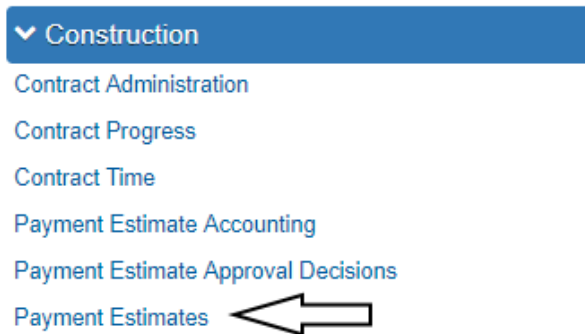 Construction
Contract Administration
Contract Progress
Contract Time
Payment Estimate Accounting
Payment Estimate Approval Decisions
Payment Estimates